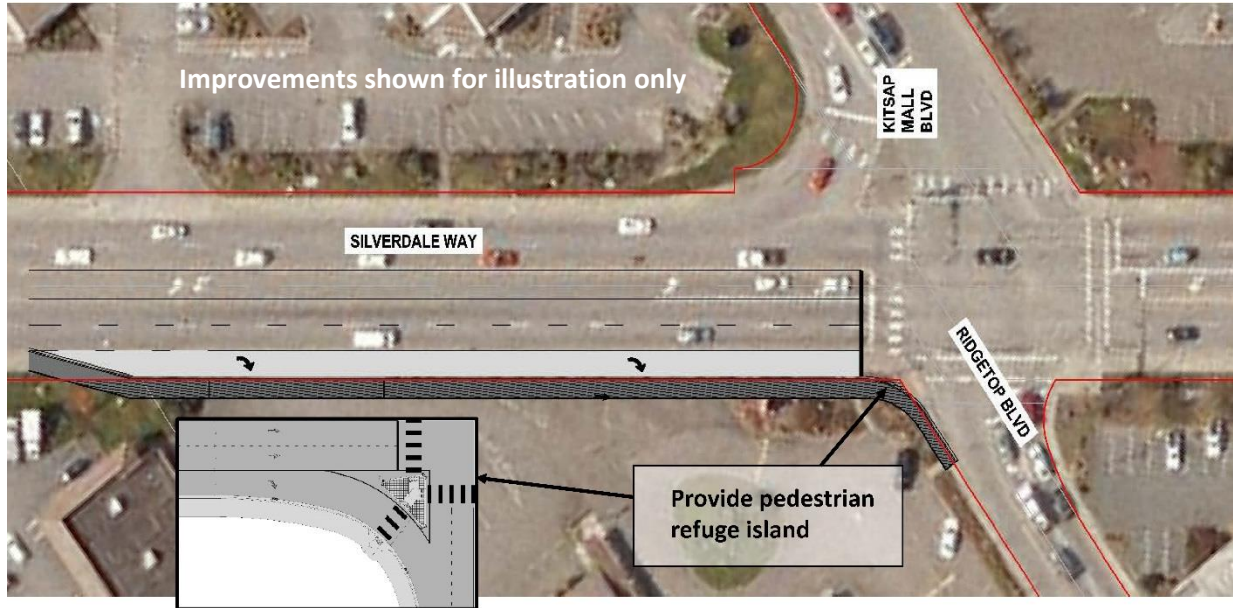 Improvements shown for illustration only
KITSAP
MALL
BLVD
SILVERDALE WAY
RIDGETOP BLVD
Provide pedestrian
refuge island